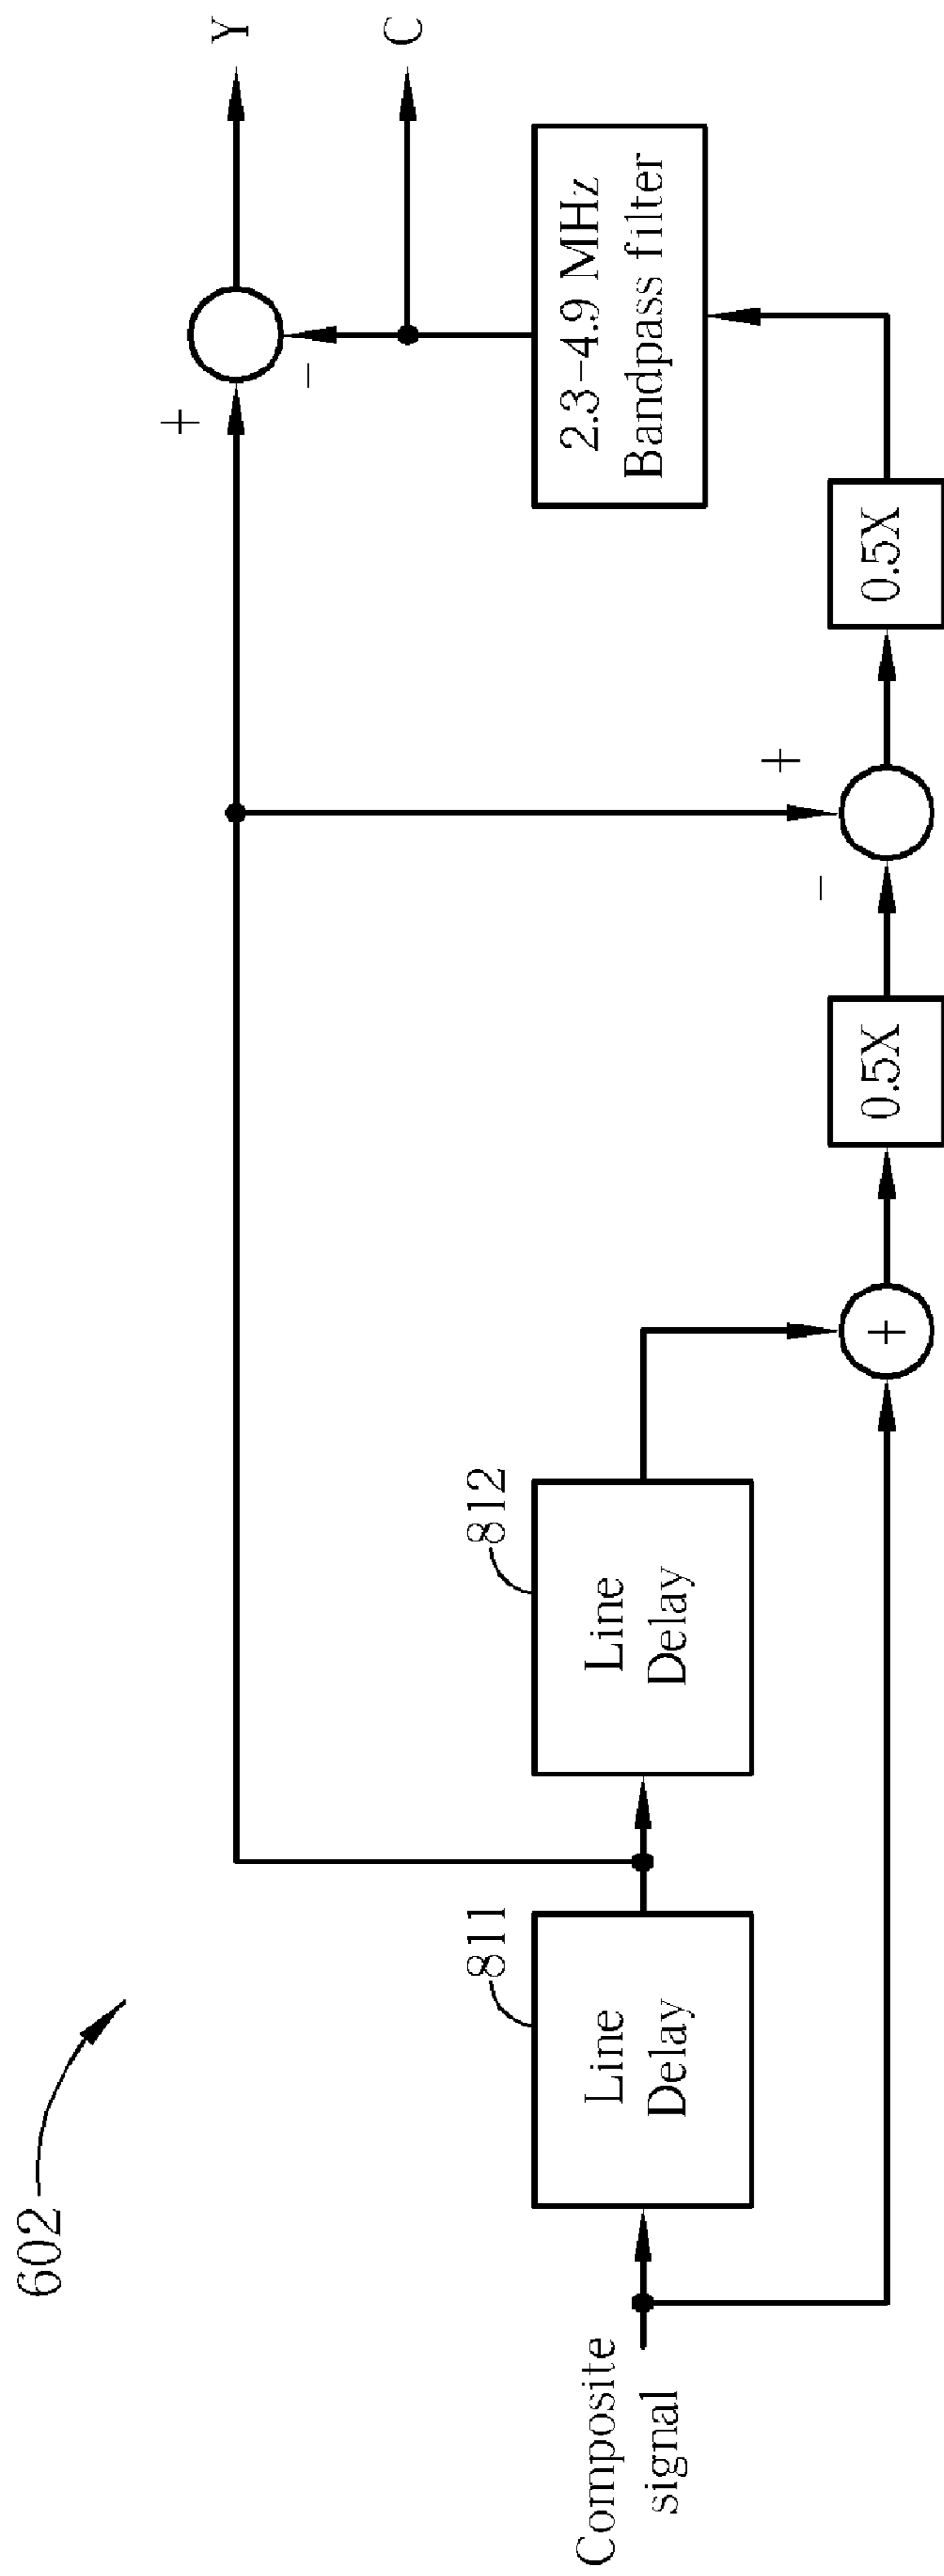 602
Y
C
+
-
2.3-4.9 MHz
Bandpass filter
812
811
Line
Delay
Line
Delay
+
-
0.5X
0.5X
+
Composite
signal